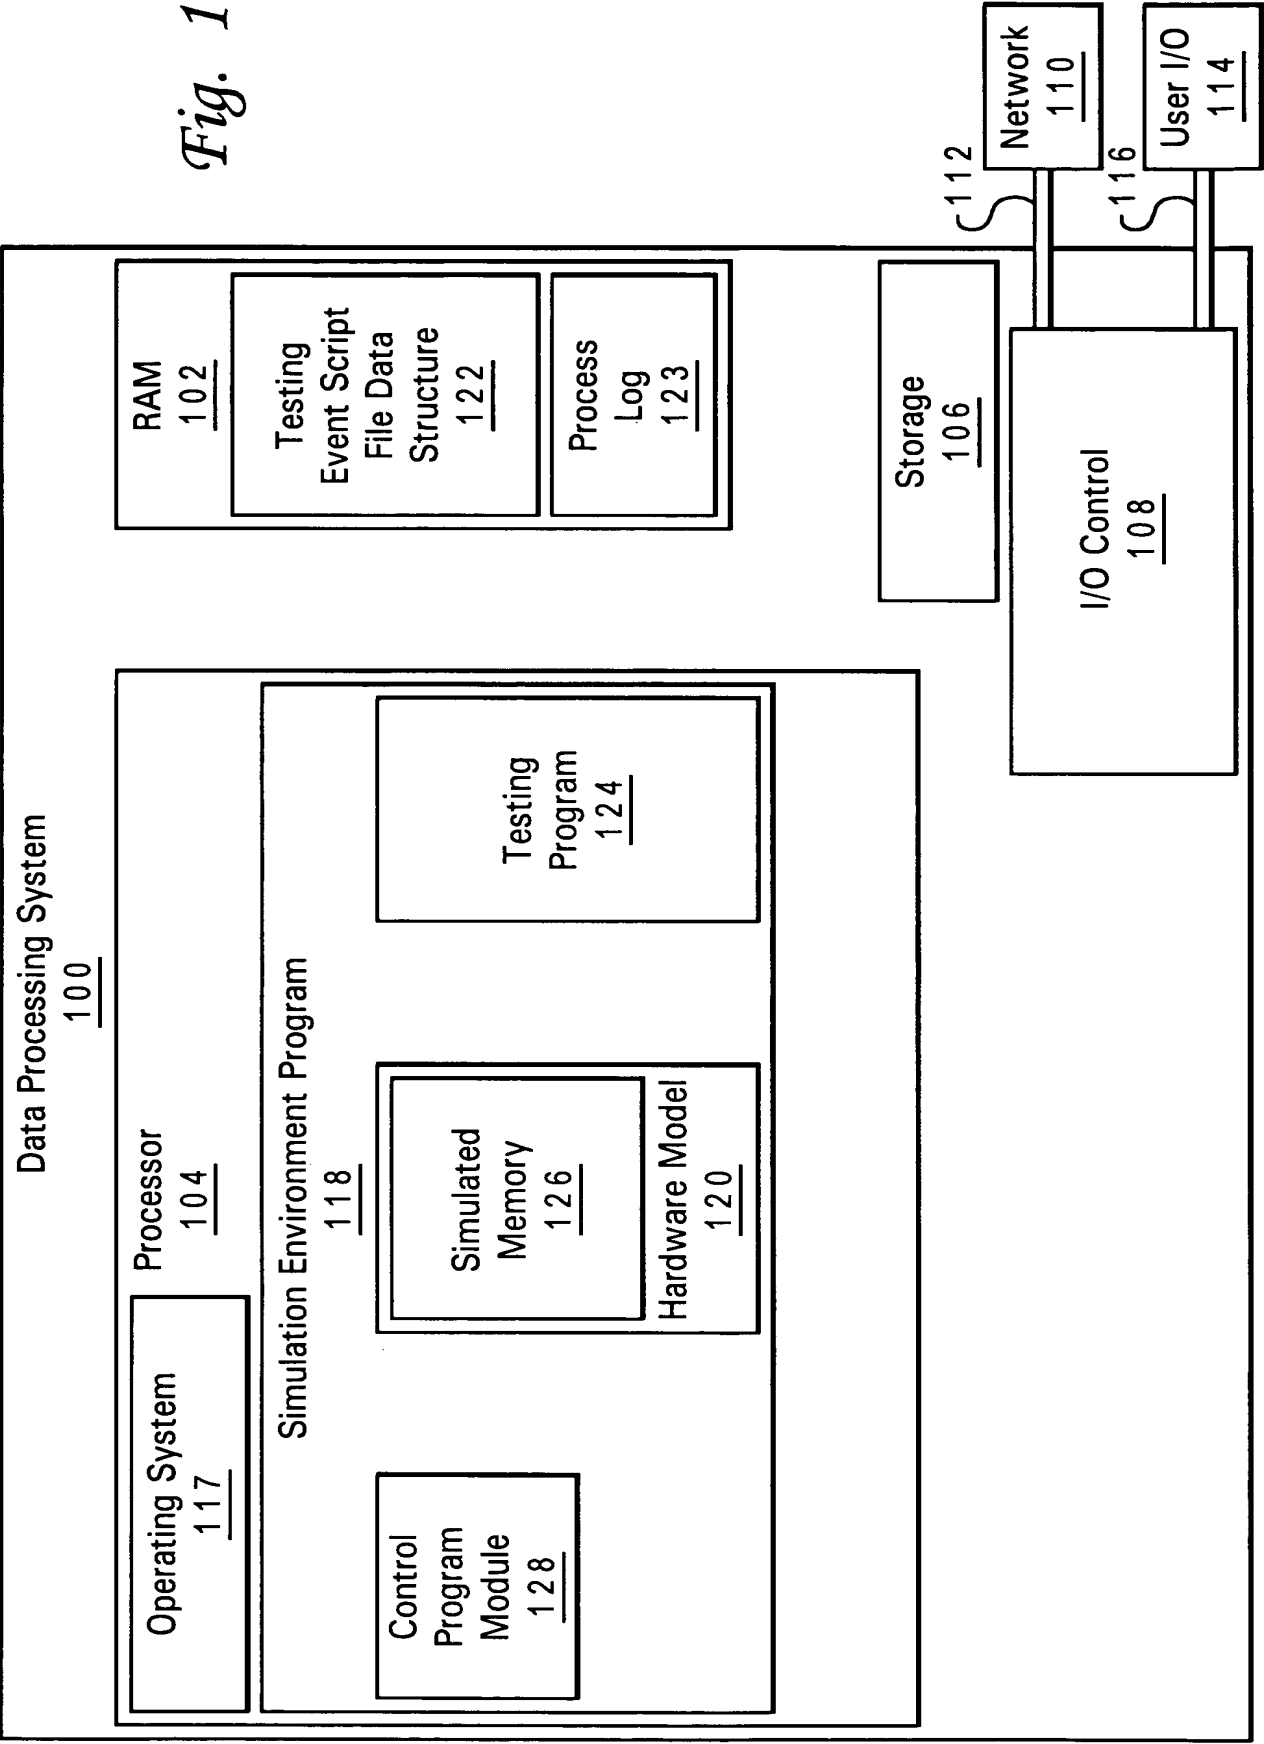 Data Processing System
100
Processor
104
Operating System
117
Simulation Environment Program
118
Control
Program
Module
128
Simulated
Memory
126
Hardware Model
120
Testing
Program
124
RAM
102
Testing
Event Script
File Data
Structure
122
Process
Log
123
Storage
106
I/O Control
108
112
Network
110
116
User I/O
114
Fig. 1